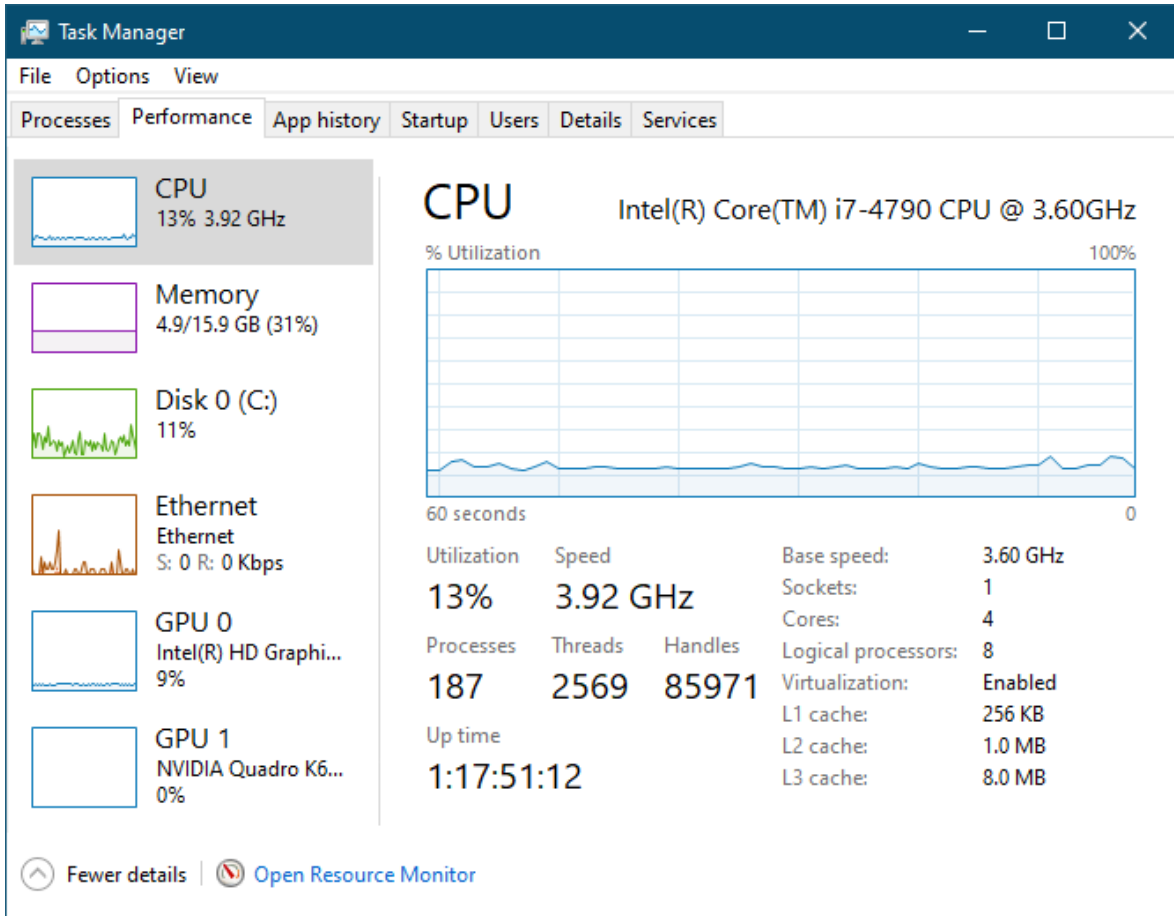 Task Manager
File Options View
Processes Performance App history Startup Users Details Services
CPU
13% 3.92 GHz
Memory
4.9/15.9 GB (31%)
Disk 0 (C:)
11%
Ethernet
Ethernet
S: 0 R: 0 Kbps
GPU 0
Intel(R) HD Graphi...
9%
GPU 1
NVIDIA Quadro K6...
0%
CPU Intel(R) Core(TM) i7-4790 CPU @ 3.60GHz
% Utilization 100%
60 seconds 0
Utilization Speed
13% 3.92 GHz
Processes Threads Handles
187 2569 85971
Up time
1:17:51:12
Base speed: 3.60 GHz
Sockets: 1
Cores: 4
Logical processors: 8
Virtualization: Enabled
L1 cache: 256 KB
L2 cache: 1.0 MB
L3 cache: 8.0 MB
Fewer details Open Resource Monitor